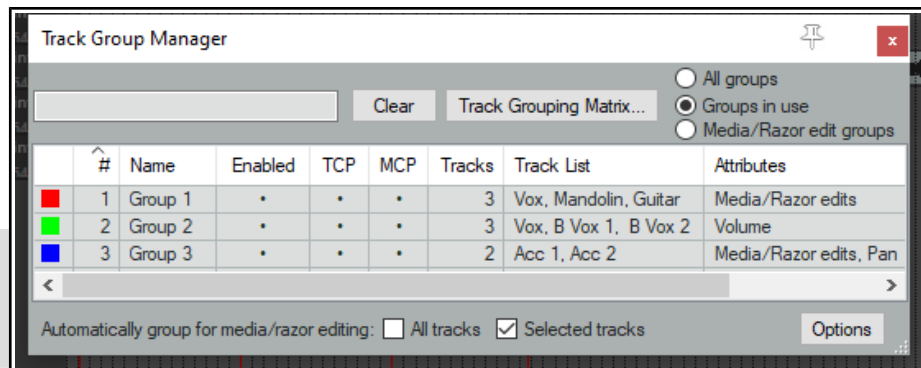 Track Group Manager
x
All groups
Clear Track Grouping Matrix... Groups in use
Media/Razor edit groups
# Name Enabled TCP MCP Tracks Track List Attributes
1 Group 1 • • • 3 Vox, Mandolin, Guitar Media/Razor edits
2 Group 2 • • • 3 Vox, B Vox 1, B Vox 2 Volume
3 Group 3 • • • 2 Acc 1, Acc 2 Media/Razor edits, Pan
Automatically group for media/razor editing: All tracks Selected tracks Options